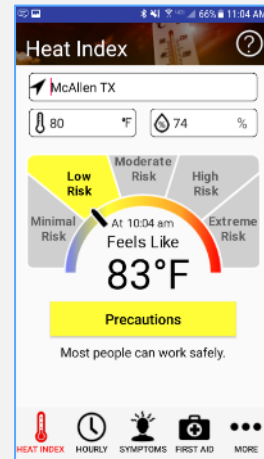 66% 11:04 AM
Heat Index
?
McAllen TX
80 °F 74 %
Moderate Risk
Low Risk
High Risk
Minimal Risk
Extreme Risk
At 10:04 am
Feels Like
83°F
Precautions
Most people can work safely.
HEAT INDEX HOURLY SYMPTOMS FIRST AID MORE